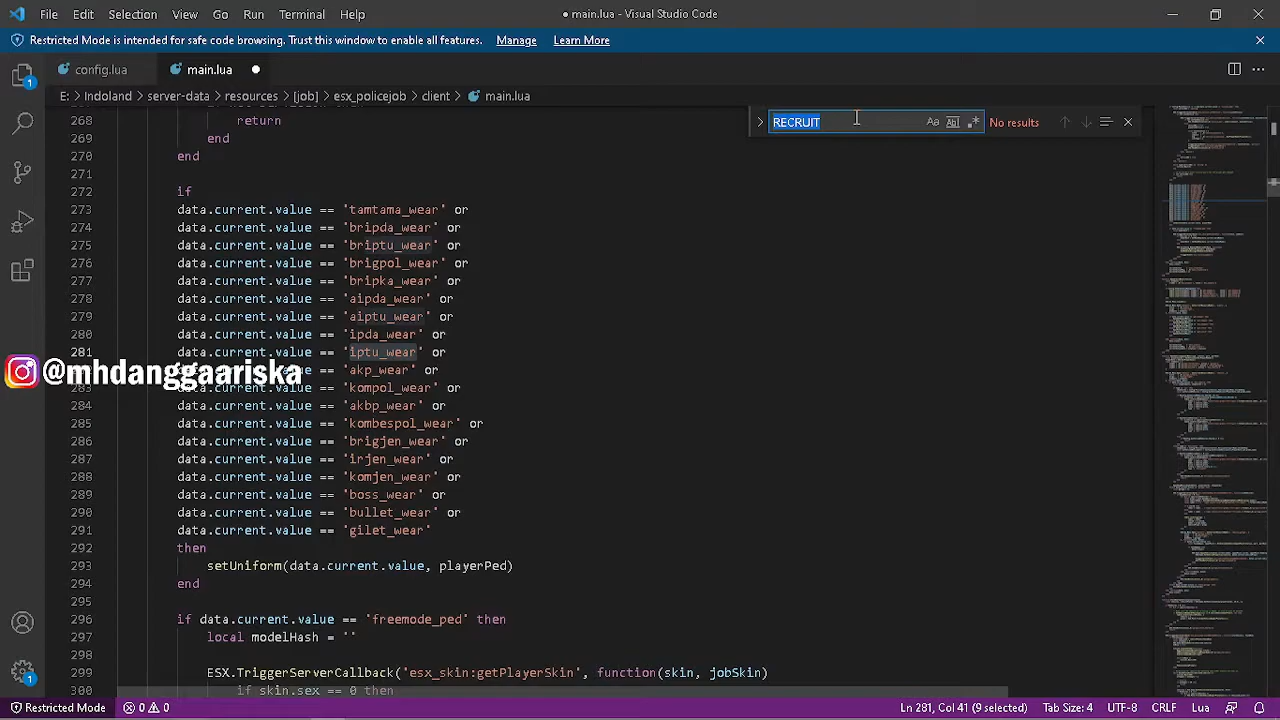 File Edit Selection View Go Run Terminal Help
main.lua - Visual Studio Code
Restricted Mode is intended for safe code browsing. Trust this window to enable all features. Manage Learn More
config.lua main.lua
E: > Indoland > server-data > resources > [job] > esx_policejob > client > main.lua
RECRUIT No results
269 return
270 end
271
272 if
273 data.current.value == 'tamtama_wear' or
274 data.current.value == 'bripda_wear' or
275 data.current.value == 'briptu_wear' or
276 data.current.value == 'brigpol_wear' or
277 data.current.value == 'bripka_wear' or
278 data.current.value == 'aiptu_wear' or
279 data.current.value == 'aipda_wear' or
280 data.current.value == 'ipda_wear' or
281 data.current.value == 'iptu_wear' or
data.current.value == 'akp_wear' or
283 data.current.value == 'kompol_wear' or
284 data.current.value == 'akbp_wear' or
285 data.current.value == 'kombespol_wear' or
286 data.current.value == 'brigjen_wear' or
287 data.current.value == 'irjen_wear' or
288 data.current.value == 'boss_wear' or
289 data.current.value == 'bullet_wear' or
290 data.current.value == 'gilet_wear'
291 then
292 setUniform(data.current.value, playerPed)
293 end
294
295 if data.current.value == 'freemode_ped' then
296 local modelHash = ''
297
298 ESX.TriggerServerCallback('esx_skin:getPlayerSkin', function(skin, jobSkin)
299 if skin.sex == 0 then
@mhdranggapraska
1
1
Restricted Mode 0 0
Ln 281, Col 41 (9 selected) Tab Size: 4 UTF-8 CRLF Lua